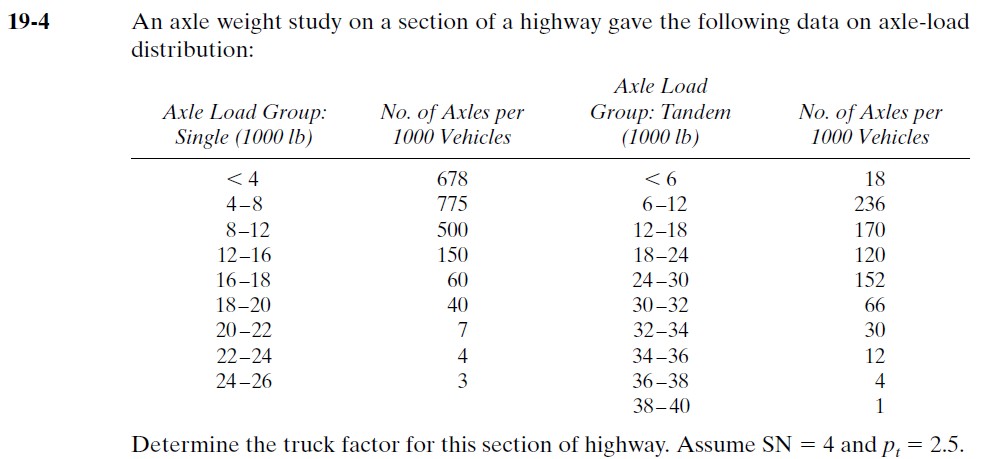 19-4 An axle weight study on a section of a highway gave the following data on axle-load
distribution:
Axle Load
Axle Load Group: No. of Axles per Group: Tandem No. of Axles per
Single (1000 lb) 1000 Vehicles (1000 lb) 1000 Vehicles
< 4 678 < 6 18
4–8 775 6–12 236
8–12 500 12–18 170
12–16 150 18–24 120
16–18 60 24–30 152
18–20 40 30–32 66
20–22 7 32–34 30
22–24 4 34–36 12
24–26 3 36–38 4
38–40 1
Determine the truck factor for this section of highway. Assume SN = 4 and pₜ = 2.5.